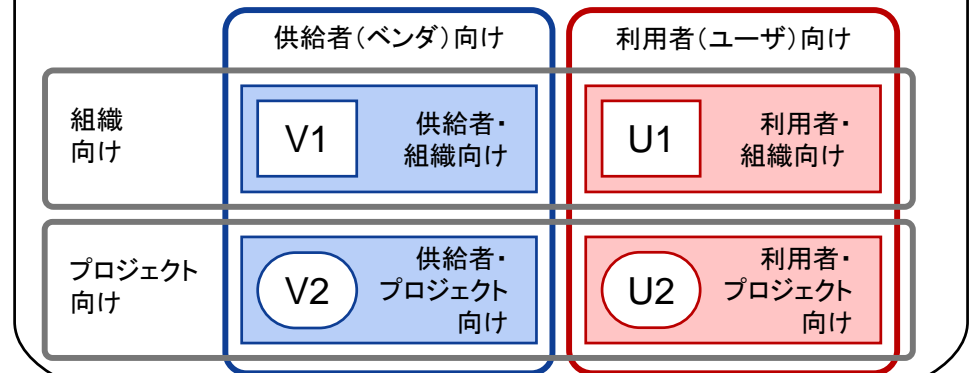 供給者(ベンダ)向け
利用者(ユーザ)向け
組織
向け
V1
供給者・
組織向け
U1
利用者・
組織向け
プロジェクト
向け
V2
供給者・
プロジェクト
向け
U2
利用者・
プロジェクト
向け